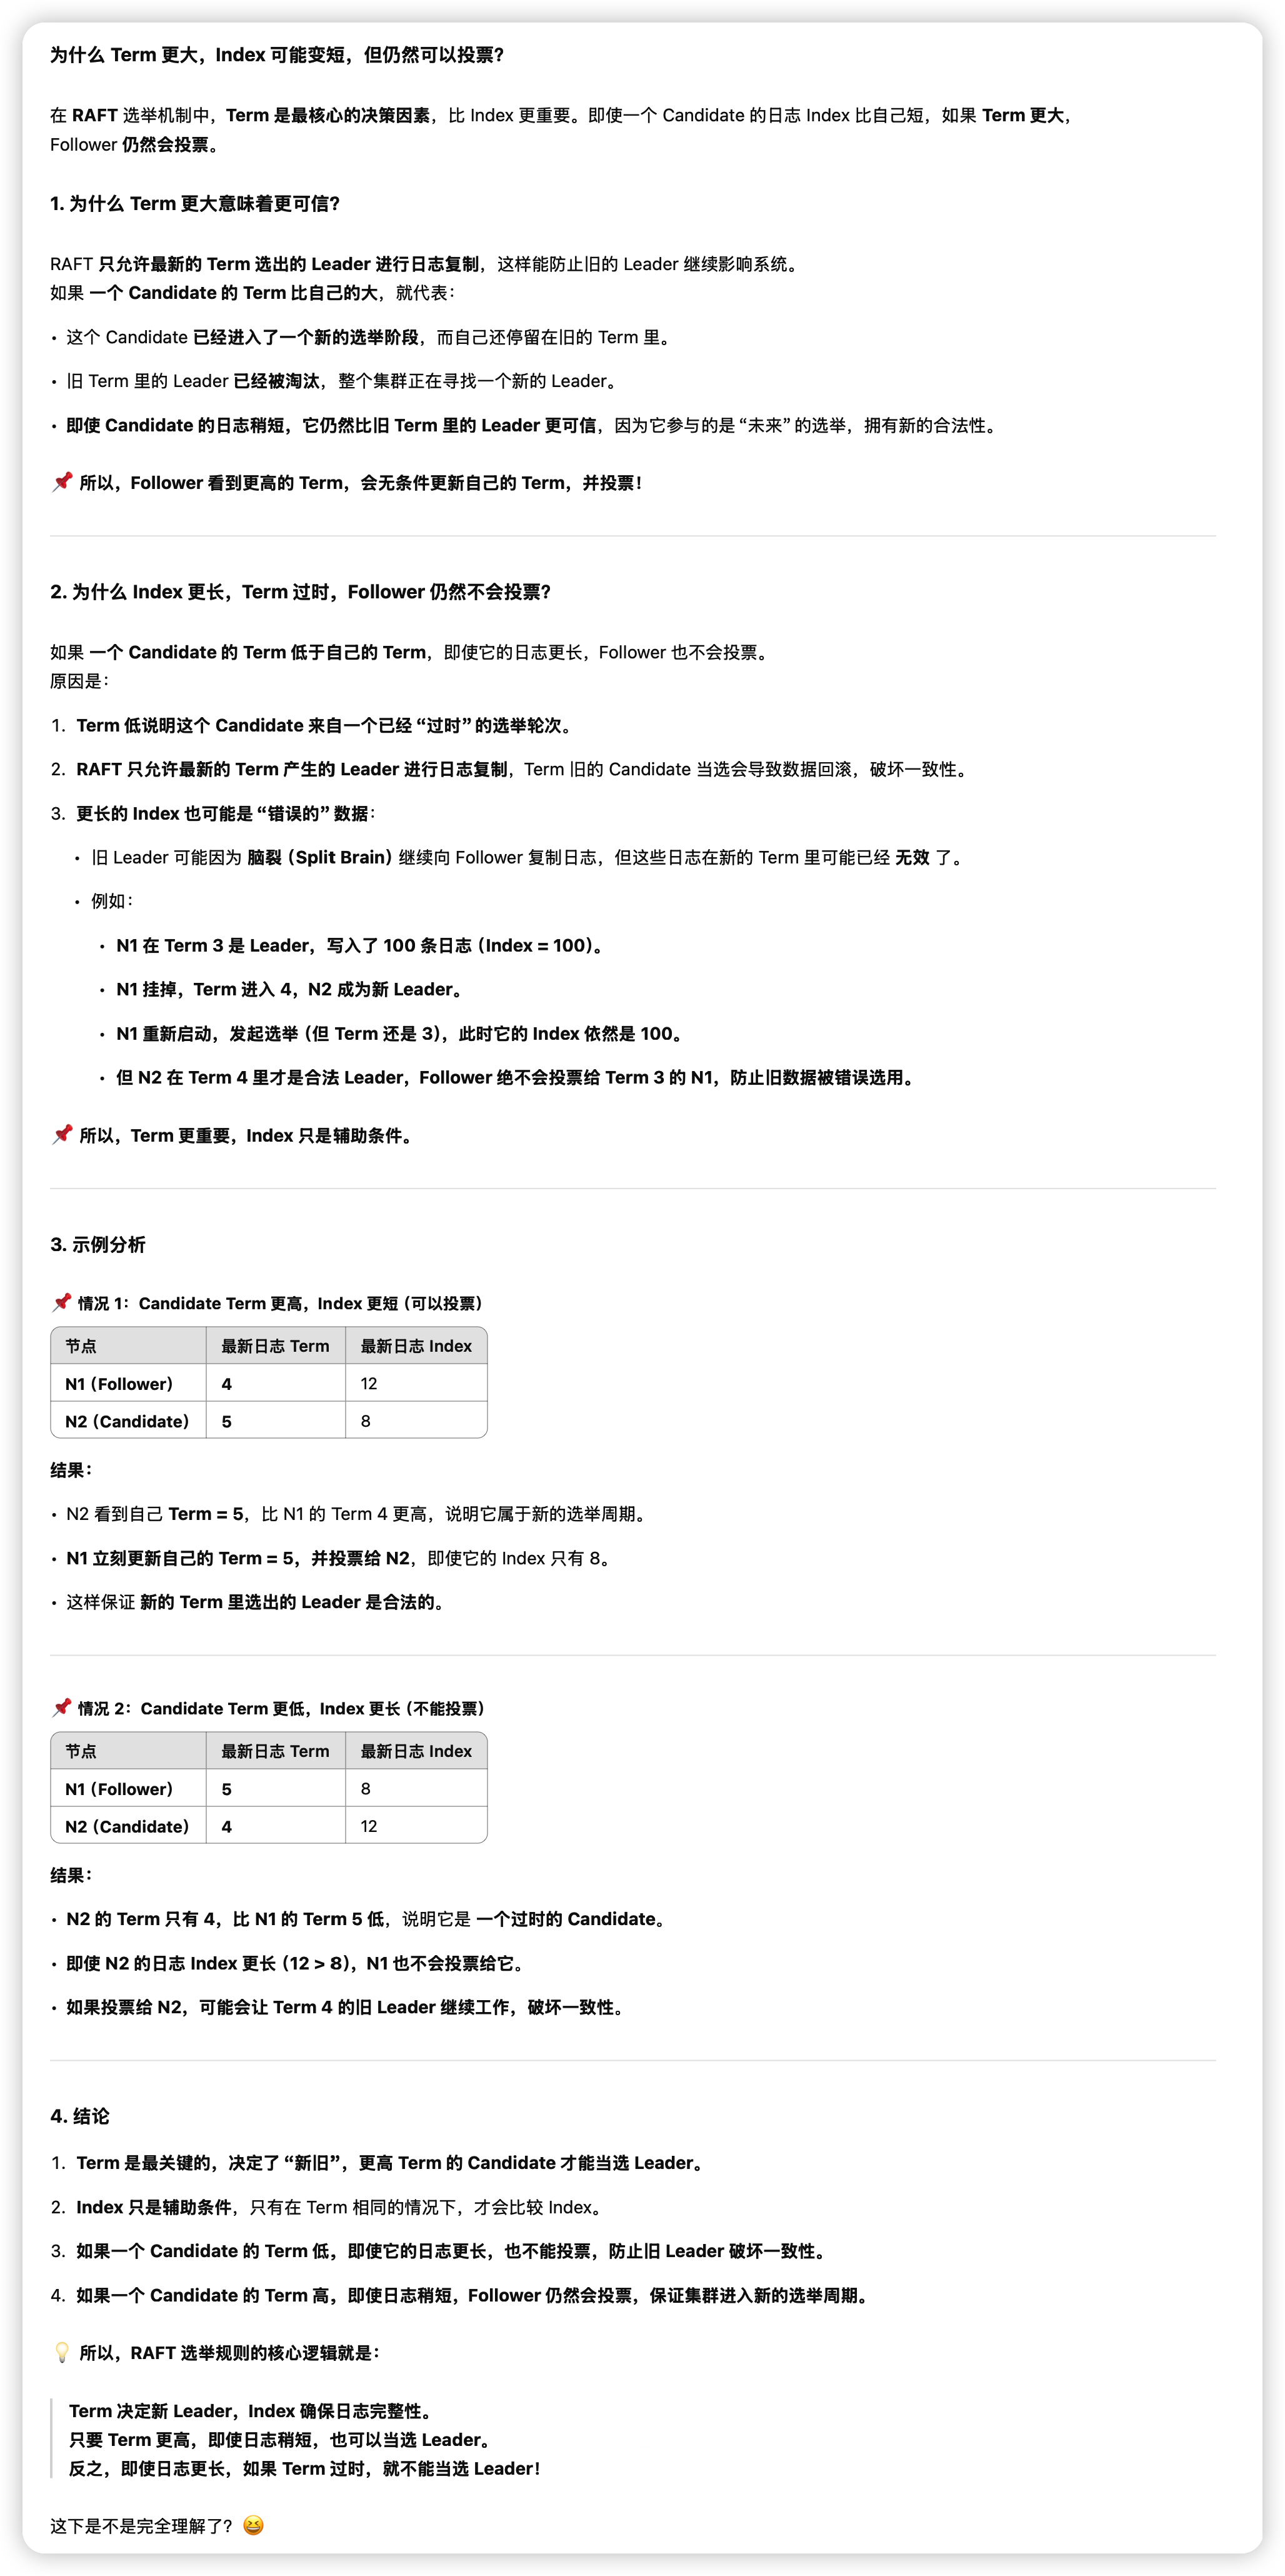 为什么 Term 更大，Index 可能变短，但仍然可以投票？
在 RAFT 选举机制中，Term 是最核心的决策因素，比 Index 更重要。即使一个 Candidate 的日志 Index 比自己短，如果 Term 更大，
Follower 仍然会投票。
1. 为什么 Term 更大意味着更可信？
RAFT 只允许最新的 Term 选出的 Leader 进行日志复制，这样能防止旧的 Leader 继续影响系统。
如果 一个 Candidate 的 Term 比自己的大，就代表：
• 这个 Candidate 已经进入了一个新的选举阶段，而自己还停留在旧的 Term 里。
• 旧 Term 里的 Leader 已经被淘汰，整个集群正在寻找一个新的 Leader。
• 即使 Candidate 的日志稍短，它仍然比旧 Term 里的 Leader 更可信，因为它参与的是“未来”的选举，拥有新的合法性。
📌 所以，Follower 看到更高的 Term，会无条件更新自己的 Term，并投票！
2. 为什么 Index 更长，Term 过时，Follower 仍然不会投票？
如果 一个 Candidate 的 Term 低于自己的 Term，即使它的日志更长，Follower 也不会投票。
原因是：
1. Term 低说明这个 Candidate 来自一个已经“过时”的选举轮次。
2. RAFT 只允许最新的 Term 产生的 Leader 进行日志复制，Term 旧的 Candidate 当选会导致数据回滚，破坏一致性。
3. 更长的 Index 也可能是“错误的”数据：
• 旧 Leader 可能因为 脑裂（Split Brain）继续向 Follower 复制日志，但这些日志在新的 Term 里可能已经 无效 了。
• 例如：
• N1 在 Term 3 是 Leader，写入了 100 条日志（Index = 100）。
• N1 挂掉，Term 进入 4，N2 成为新 Leader。
• N1 重新启动，发起选举（但 Term 还是 3），此时它的 Index 依然是 100。
• 但 N2 在 Term 4 里才是合法 Leader，Follower 绝不会投票给 Term 3 的 N1，防止旧数据被错误选用。
📌 所以，Term 更重要，Index 只是辅助条件。
3. 示例分析
📌 情况 1：Candidate Term 更高，Index 更短（可以投票）
节点 最新日志 Term 最新日志 Index
N1（Follower） 4 12
N2（Candidate） 5 8
结果：
• N2 看到自己 Term = 5，比 N1 的 Term 4 更高，说明它属于新的选举周期。
• N1 立刻更新自己的 Term = 5，并投票给 N2，即使它的 Index 只有 8。
• 这样保证 新的 Term 里选出的 Leader 是合法的。
📌 情况 2：Candidate Term 更低，Index 更长（不能投票）
节点 最新日志 Term 最新日志 Index
N1（Follower） 5 8
N2（Candidate） 4 12
结果：
• N2 的 Term 只有 4，比 N1 的 Term 5 低，说明它是 一个过时的 Candidate。
• 即使 N2 的日志 Index 更长（12 > 8），N1 也不会投票给它。
• 如果投票给 N2，可能会让 Term 4 的旧 Leader 继续工作，破坏一致性。
4. 结论
1. Term 是最关键的，决定了“新旧”，更高 Term 的 Candidate 才能当选 Leader。
2. Index 只是辅助条件，只有在 Term 相同的情况下，才会比较 Index。
3. 如果一个 Candidate 的 Term 低，即使它的日志更长，也不能投票，防止旧 Leader 破坏一致性。
4. 如果一个 Candidate 的 Term 高，即使日志稍短，Follower 仍然会投票，保证集群进入新的选举周期。
💡 所以，RAFT 选举规则的核心逻辑就是：
Term 决定新 Leader，Index 确保日志完整性。
只要 Term 更高，即使日志稍短，也可以当选 Leader。
反之，即使日志更长，如果 Term 过时，就不能当选 Leader！
这下是不是完全理解了？ 😆